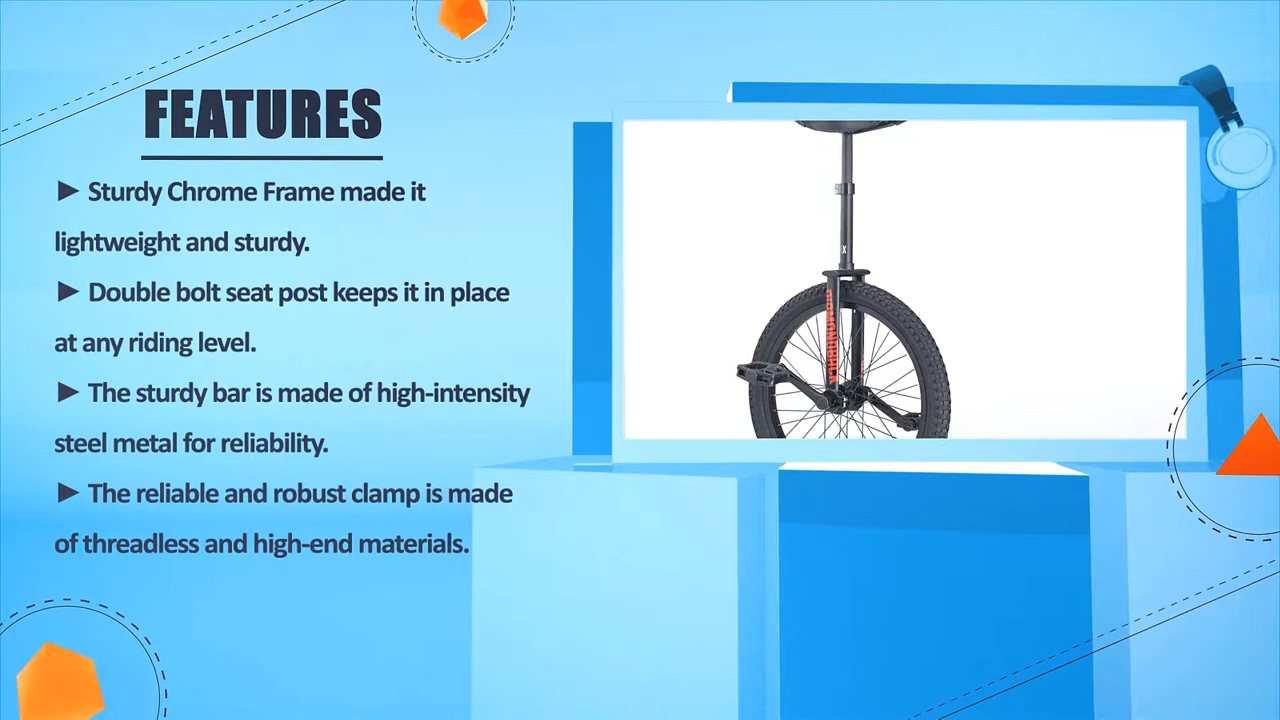 FEATURES
► Sturdy Chrome Frame made it
lightweight and sturdy.
► Double bolt seat post keeps it in place
at any riding level.
► The sturdy bar is made of high-intensity
steel metal for reliability.
► The reliable and robust clamp is made
of threadless and high-end materials.
X